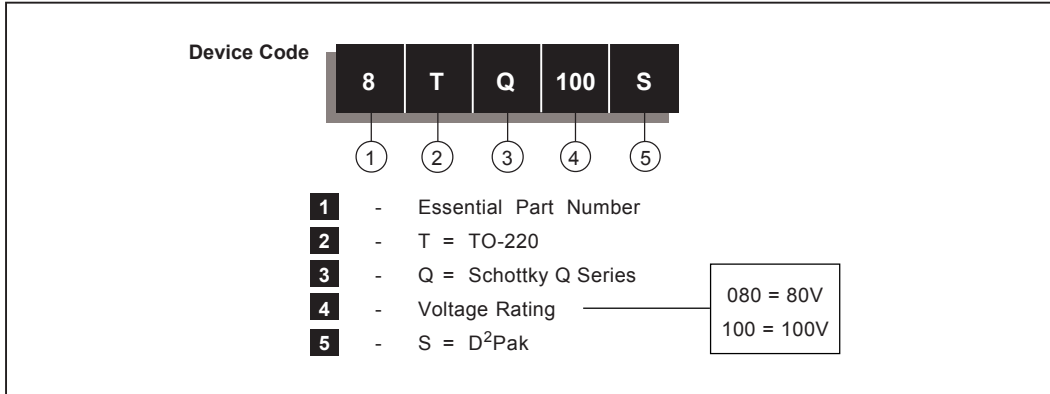 Device Code
8 T Q 100 S
1 2 3 4 5
1 - Essential Part Number
2 - T = TO-220
3 - Q = Schottky Q Series
4 - Voltage Rating
080 = 80V
100 = 100V
5 - S = D²Pak